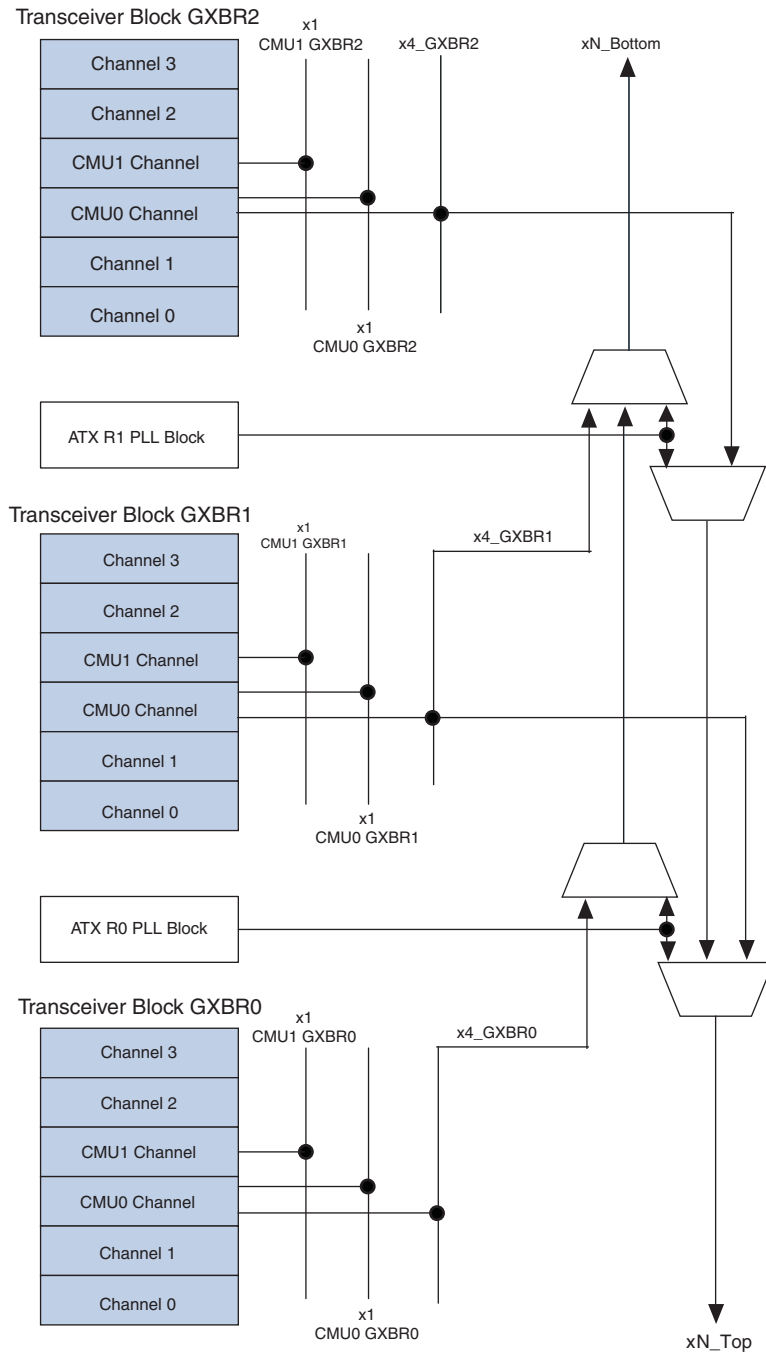 Transceiver Block GXBR2
x1
CMU1 GXBR2
x4_GXBR2
xN_Bottom
Channel 3
Channel 2
CMU1 Channel
CMU0 Channel
Channel 1
Channel 0
x1
CMU0 GXBR2
ATX R1 PLL Block
Transceiver Block GXBR1
x1
CMU1 GXBR1
x4_GXBR1
Channel 3
Channel 2
CMU1 Channel
CMU0 Channel
Channel 1
Channel 0
x1
CMU0 GXBR1
ATX R0 PLL Block
Transceiver Block GXBR0
x1
CMU1 GXBR0
x4_GXBR0
Channel 3
Channel 2
CMU1 Channel
CMU0 Channel
Channel 1
Channel 0
x1
CMU0 GXBR0
xN_Top